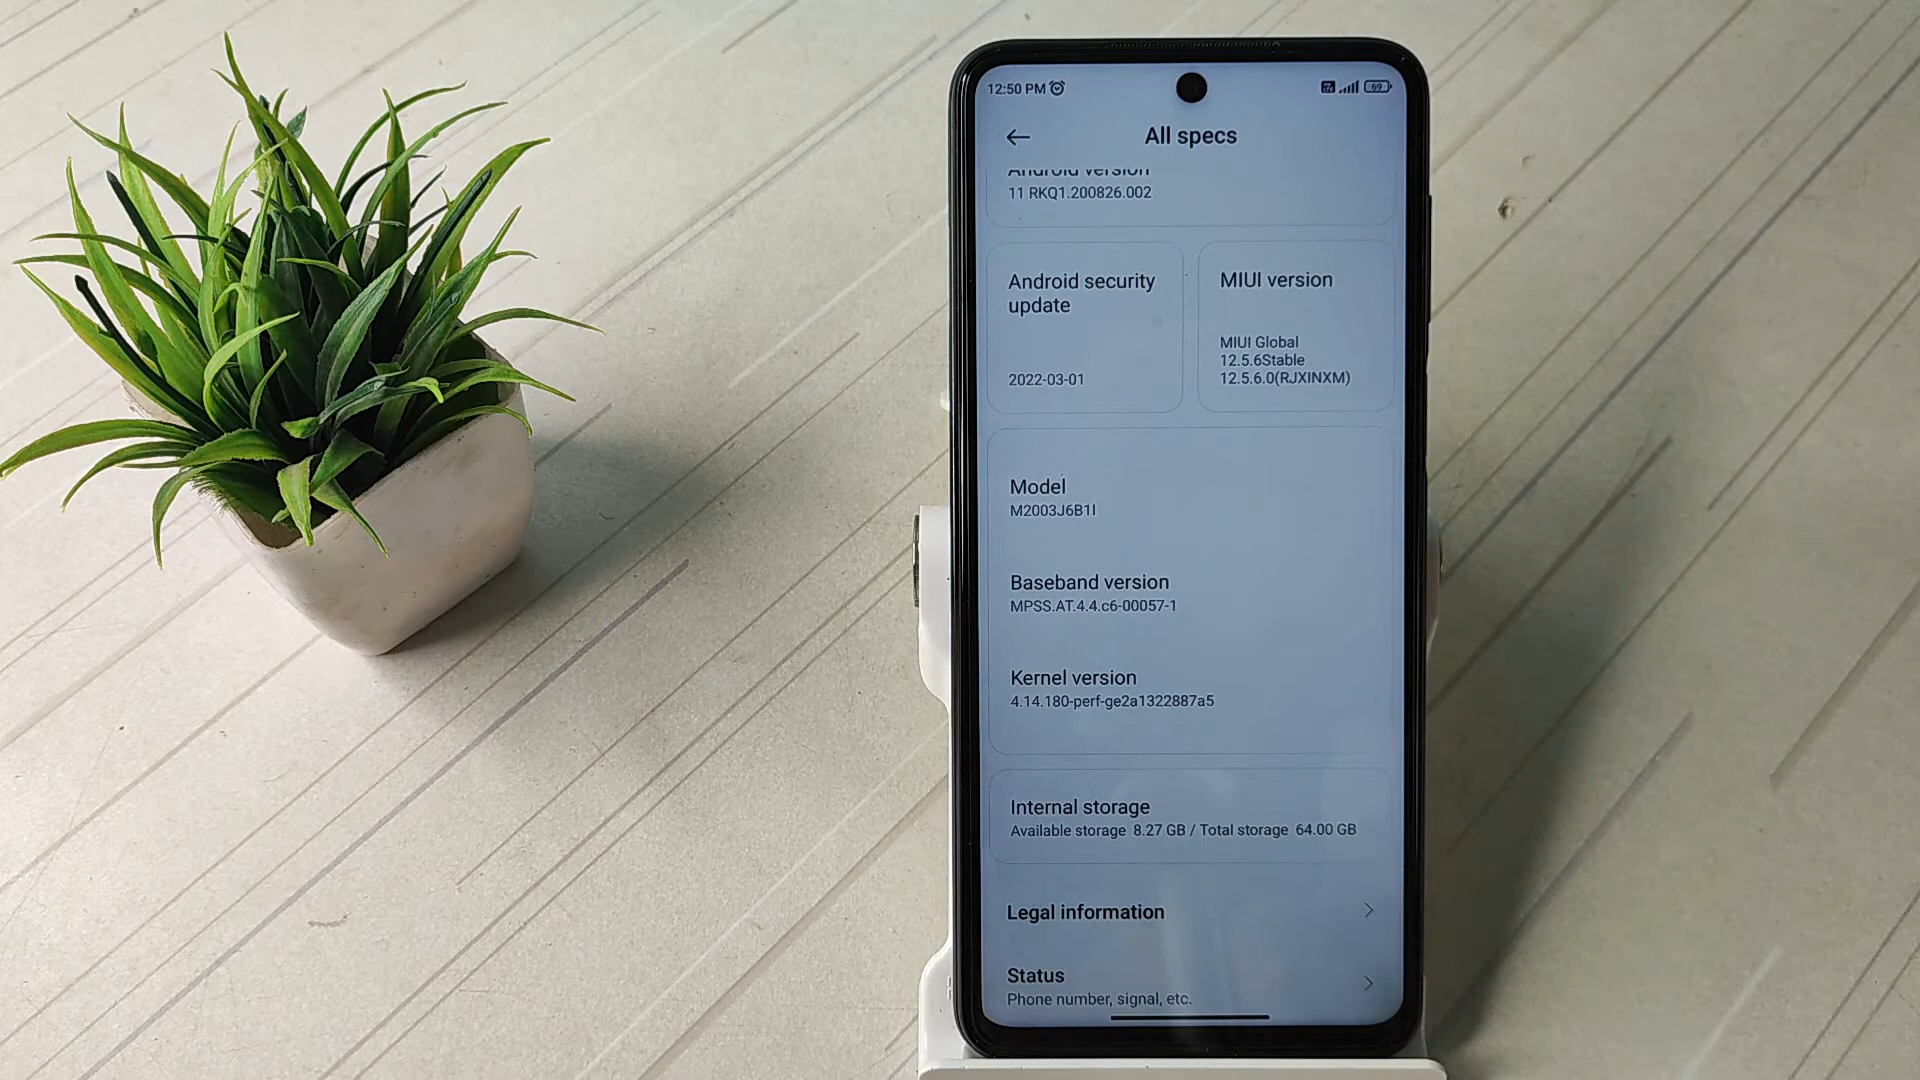 12:50 PM
69
All specs
Android version
11 RKQ1.200826.002
Android security
update
2022-03-01
MIUI version
MIUI Global
12.5.6Stable
12.5.6.0(RJXINXM)
Model
M2003J6B1I
Baseband version
MPSS.AT.4.4.c6-00057-1
Kernel version
4.14.180-perf-ge2a1322887a5
Internal storage
Available storage 8.27 GB / Total storage 64.00 GB
Legal information
Status
Phone number, signal, etc.